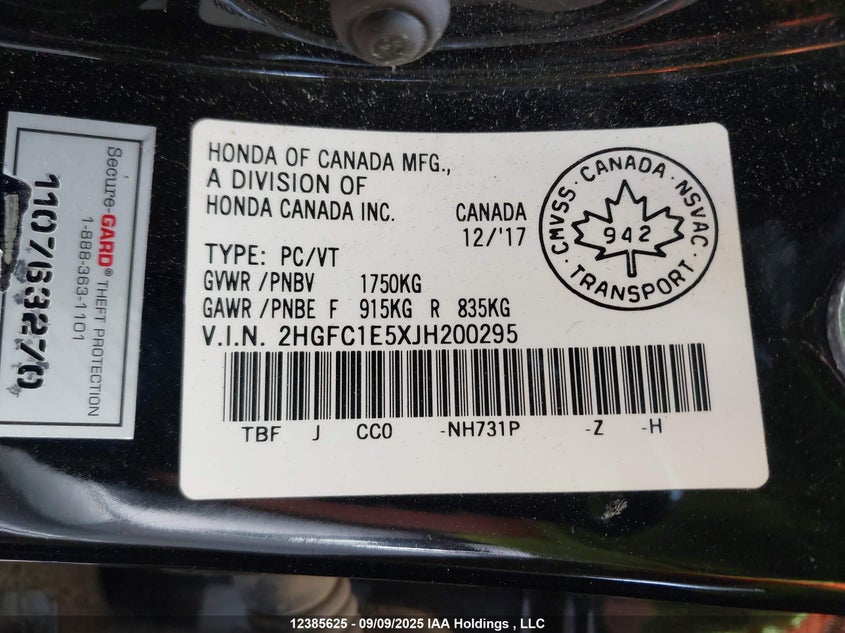 HONDA OF CANADA MFG.,
A DIVISION OF
HONDA CANADA INC. CANADA
12/'17
TYPE: PC/VT
GVWR/PNBV 1750KG
GAWR/PNBE F 915KG R 835KG
V.I.N. 2HGFC1E5XJH200295
TBF J CC0 -NH731P -Z -H
CMVSS · CANADA · NSVAC · TRANSPORT
942
Secure-GARD® THEFT PROTECTION
1-888-363-1101
110763270
12385625 - 09/09/2025 IAA Holdings , LLC